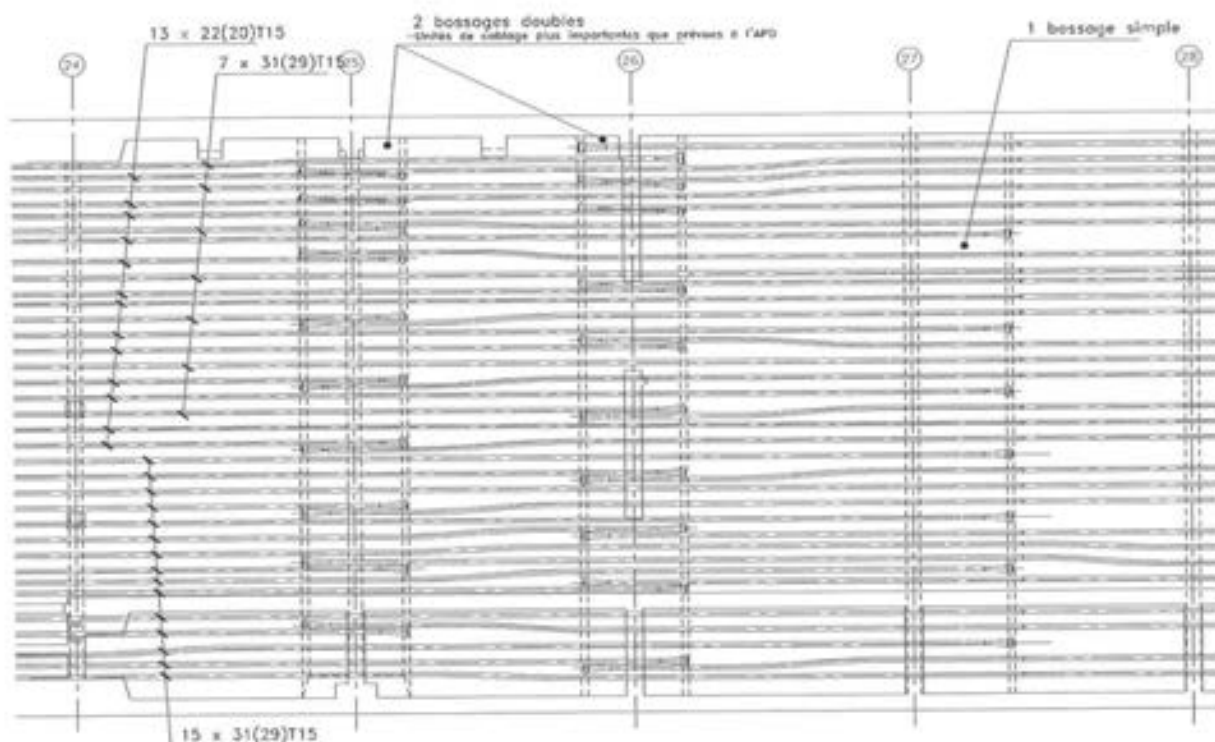 2 bossages doubles
-Unités de cablage plus importantes que prévues à l'APD
13 x 22(20)T15
1 bossage simple
7 x 31(29)T15
24
25
26
27
28
15 x 31(29)T15